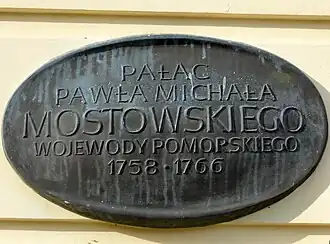 PAŁAC
PAWŁA MICHAŁA
MOSTOWSKIEGO
WOJEWODY POMORSKIEGO
1758 · 1766